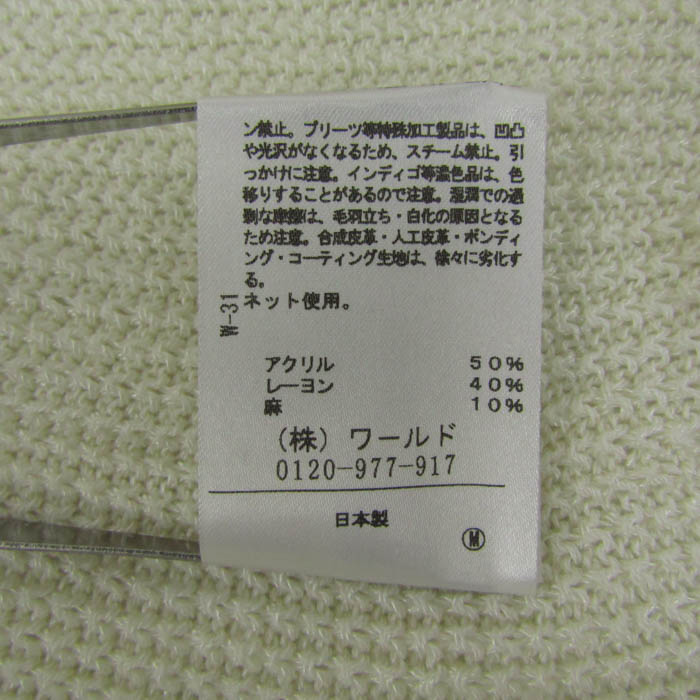 ン禁止。プリーツ等特殊加工製品は、凹凸
や光沢がなくなるため、スチーム禁止。引
っかけに注意。インディゴ等濃色品は、色
移りすることがあるので注意。湿潤での過
剰な摩擦は、毛羽立ち・白化の原因となる
ため注意。合成皮革・人工皮革・ボンディ
ング・コーティング生地は、徐々に劣化す
る。
ネット使用。
W-31
アクリル 50%
レーヨン 40%
麻 10%
(株) ワールド
0120-977-917
日本製
M